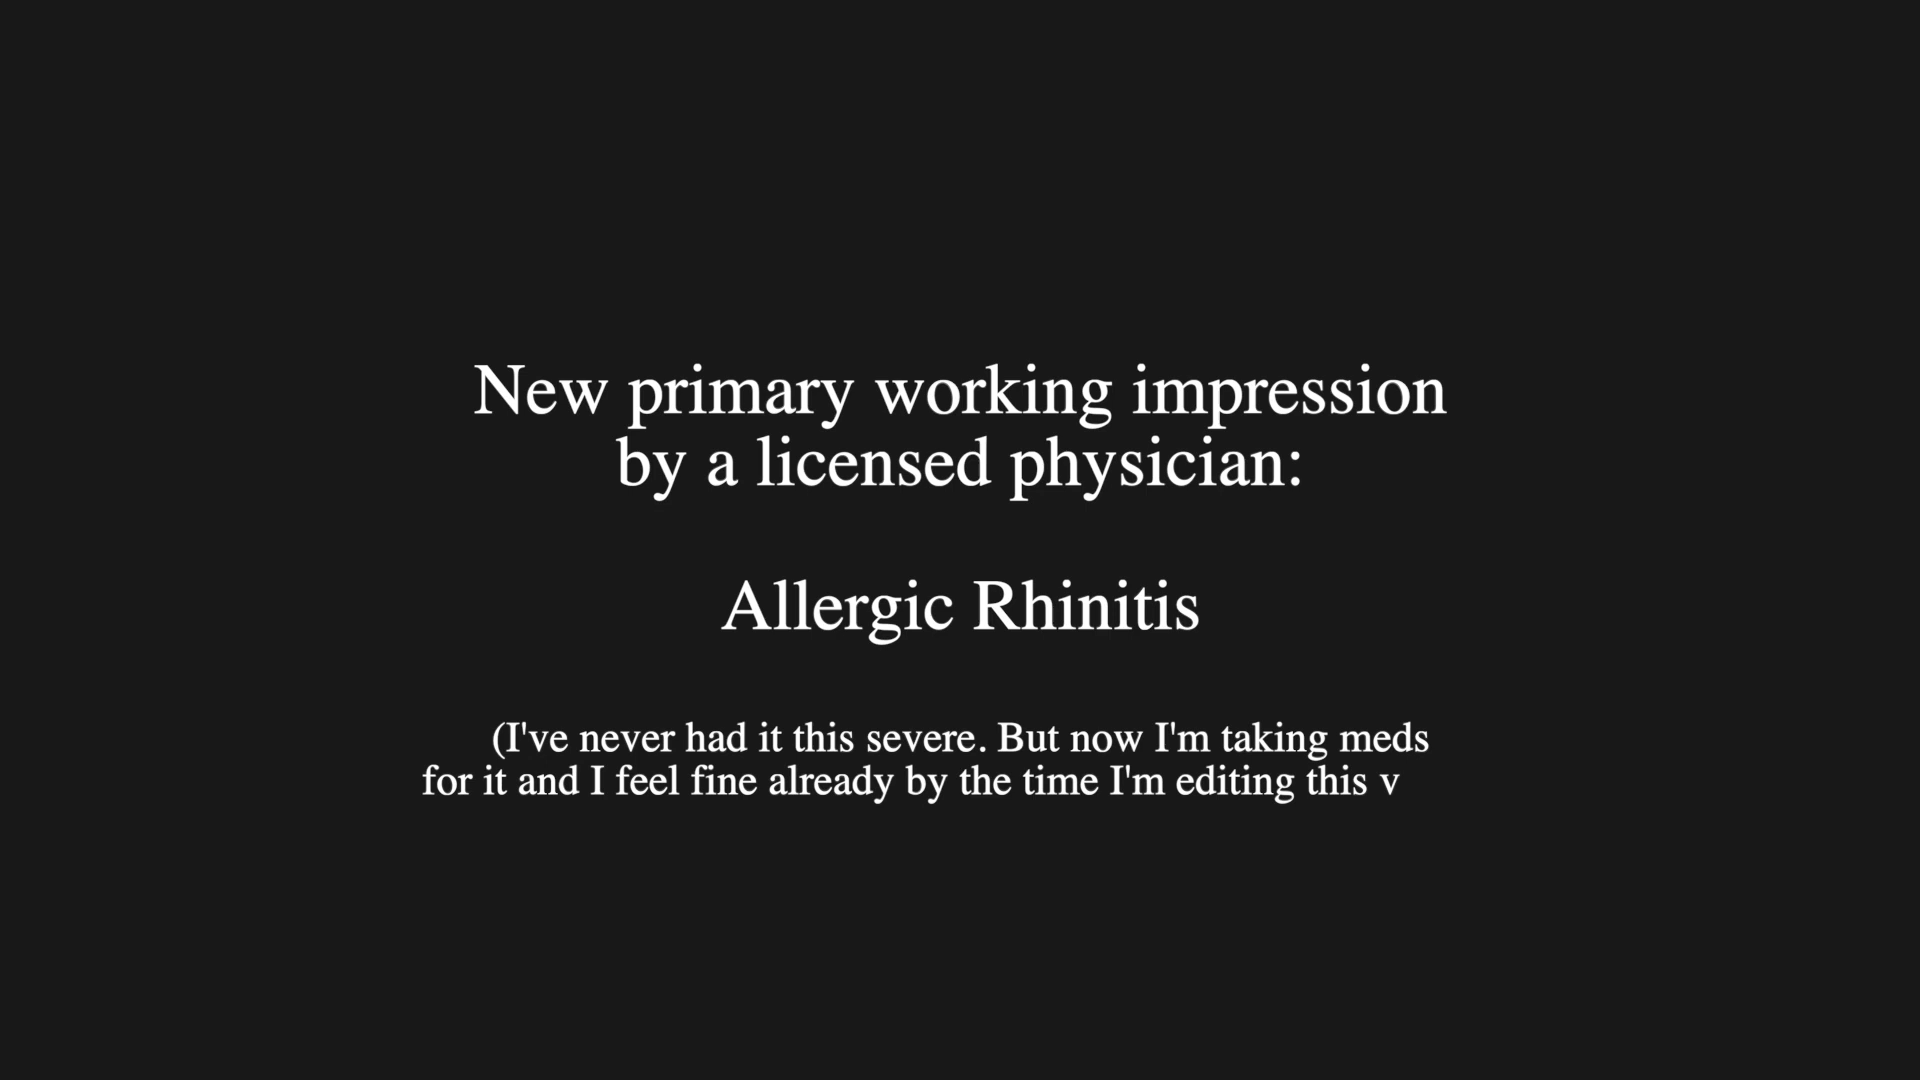 New primary working impression
by a licensed physician:
Allergic Rhinitis
(I've never had it this severe. But now I'm taking meds
for it and I feel fine already by the time I'm editing this v